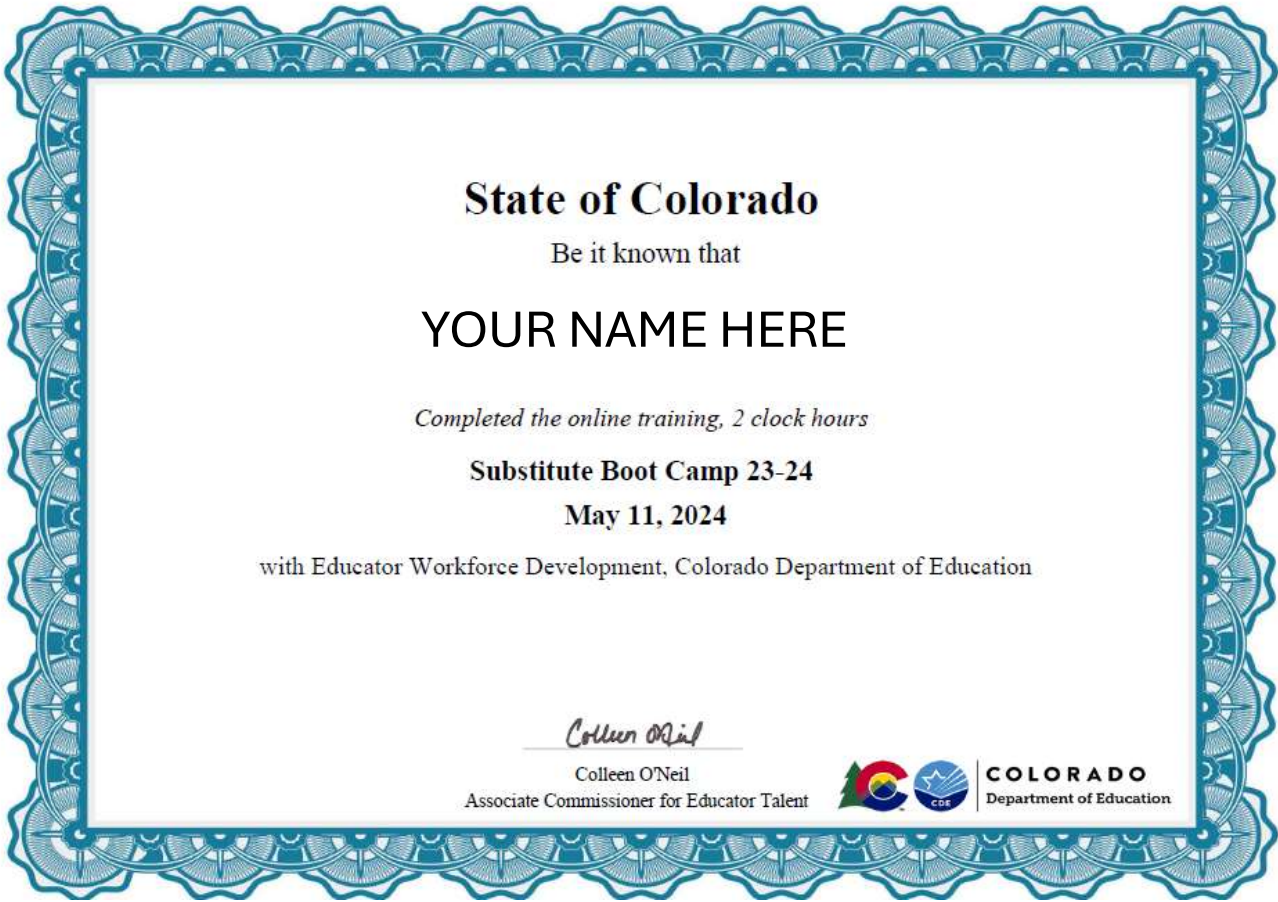 State of Colorado
Be it known that
YOUR NAME HERE
Completed the online training, 2 clock hours
Substitute Boot Camp 23-24
May 11, 2024
with Educator Workforce Development, Colorado Department of Education
Colleen O'Neil
Colleen O'Neil
Associate Commissioner for Educator Talent
CDE
COLORADO
Department of Education